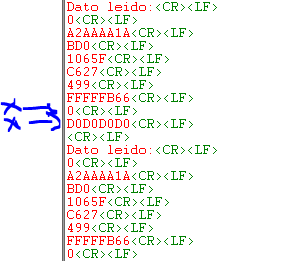 Dato leido:<CR><LF>
0<CR><LF>
A2AAAA1A<CR><LF>
BD0<CR><LF>
1065F<CR><LF>
C627<CR><LF>
499<CR><LF>
FFFFFB66<CR><LF>
0<CR><LF>
D0D0D0D0<CR><LF>
<CR><LF>
Dato leido:<CR><LF>
0<CR><LF>
A2AAAA1A<CR><LF>
BD0<CR><LF>
1065F<CR><LF>
C627<CR><LF>
499<CR><LF>
FFFFFB66<CR><LF>
0<CR><LF>